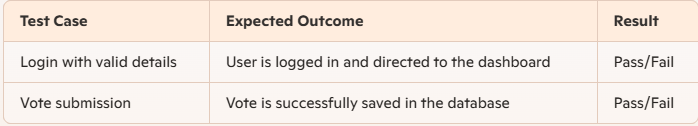 Test Case Expected Outcome Result
Login with valid details User is logged in and directed to the dashboard Pass/Fail
Vote submission Vote is successfully saved in the database Pass/Fail